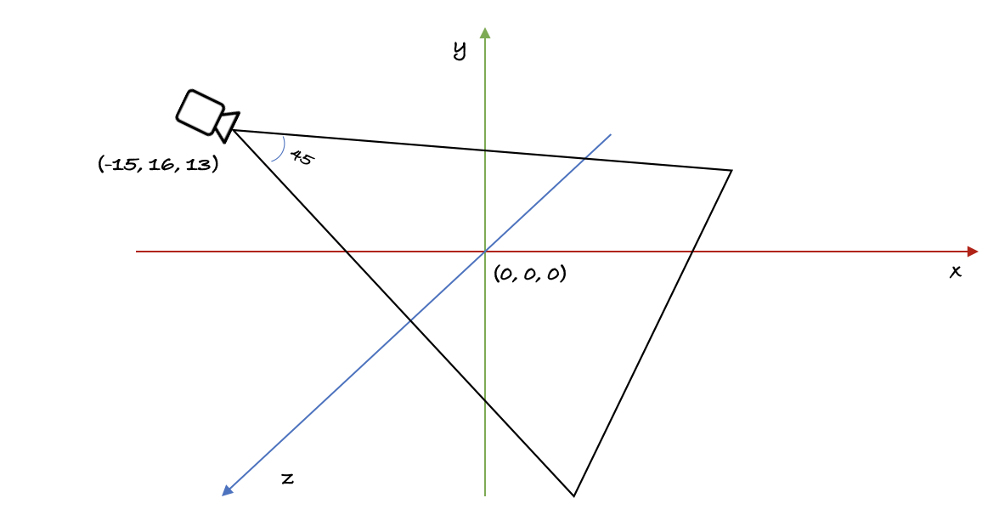 y
45
(-15, 16, 13)
(0, 0, 0)
x
z